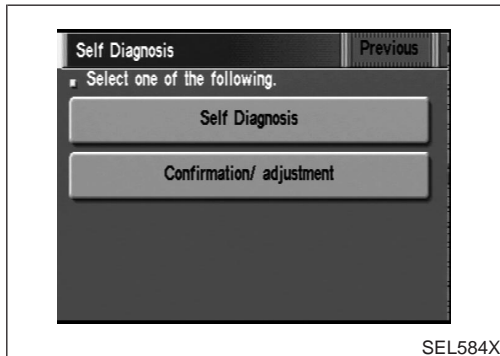 Self Diagnosis Previous
Select one of the following.
Self Diagnosis
Confirmation/ adjustment
SEL584X